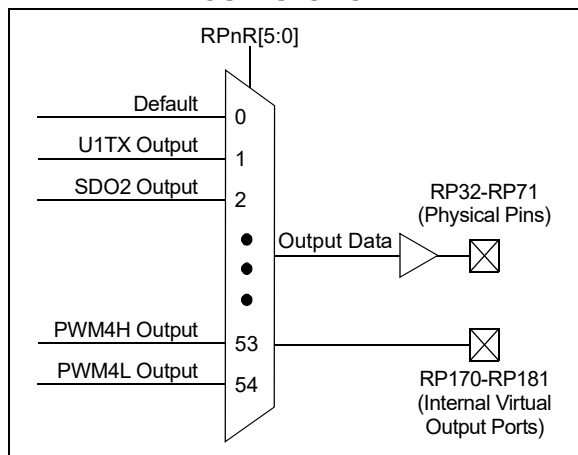 RPnR[5:0]
Default
0
U1TX Output
1
SDO2 Output
2
RP32-RP71
(Physical Pins)
Output Data
PWM4H Output
53
PWM4L Output
54
RP170-RP181
(Internal Virtual
Output Ports)